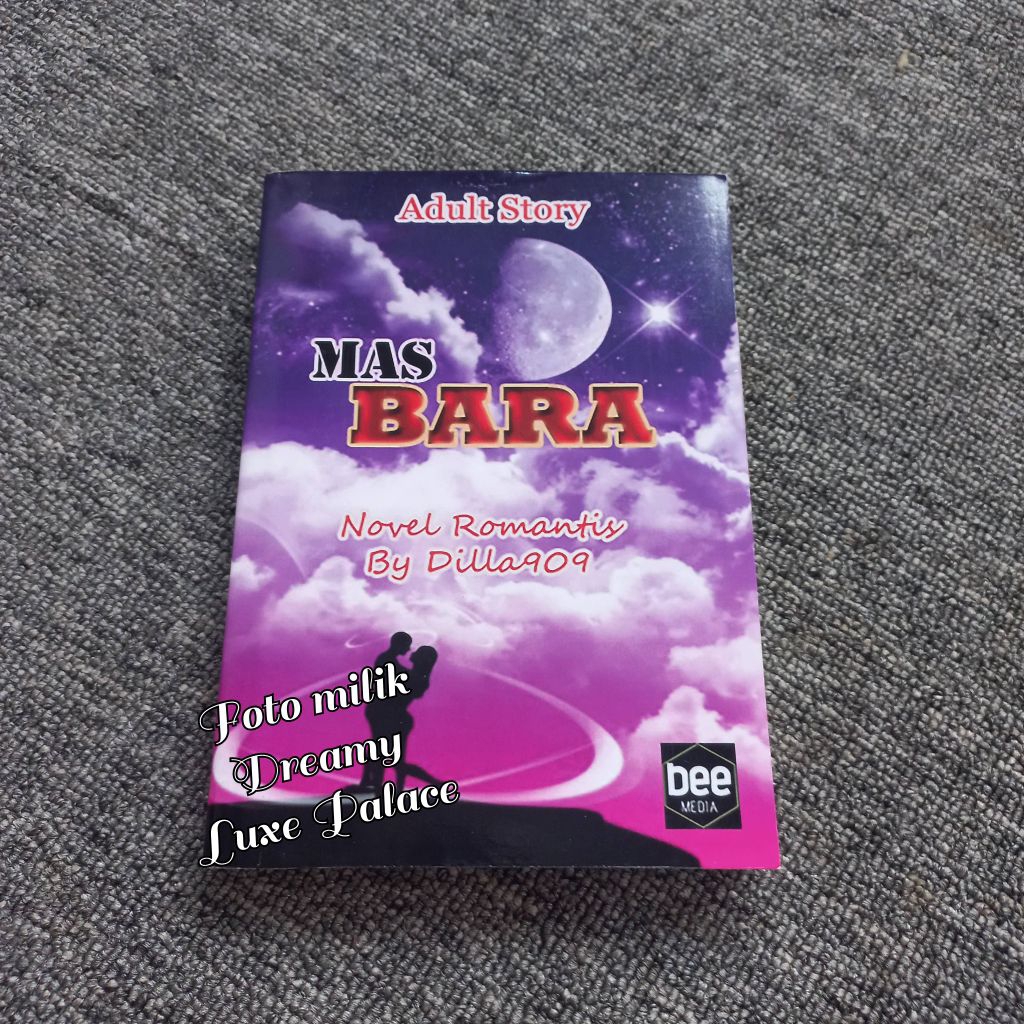 Adult Story
MAS
BARA
Novel Romantis
By Dilla909
Foto milik
Dreamy
Luxe Palace
bee
MEDIA